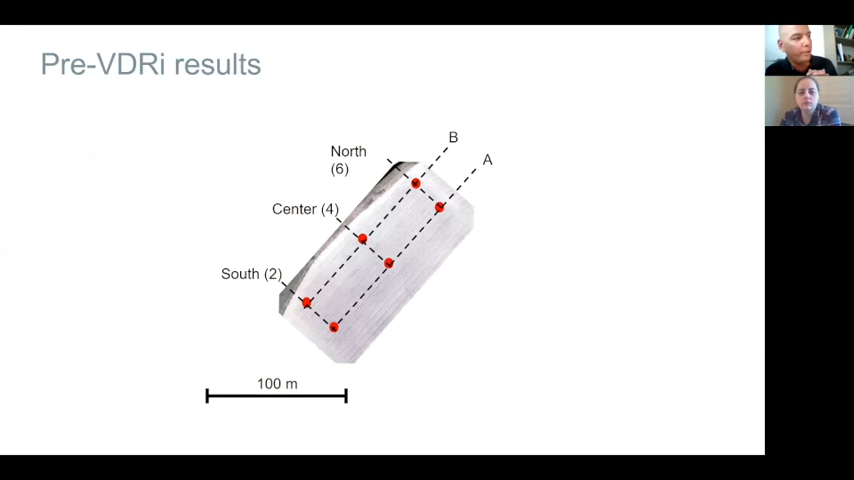 Pre-VDRi results
B
North
(6)
A
Center (4)
South (2)
100 m